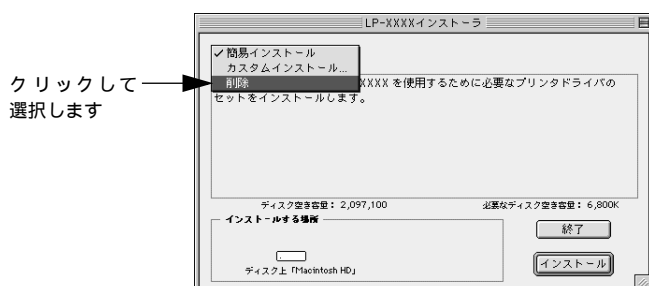 LP-XXXXインストーラ
✓簡易インストール
カスタムインストール...
削除
XXXX を使用するために必要なプリンタドライバの
セットをインストールします。
クリックして
選択します
ディスク空き容量： 2,097,100
必要なディスク空き容量： 6,800K
インストールする場所
終了
ディスク上「Macintosh HD」
インストール